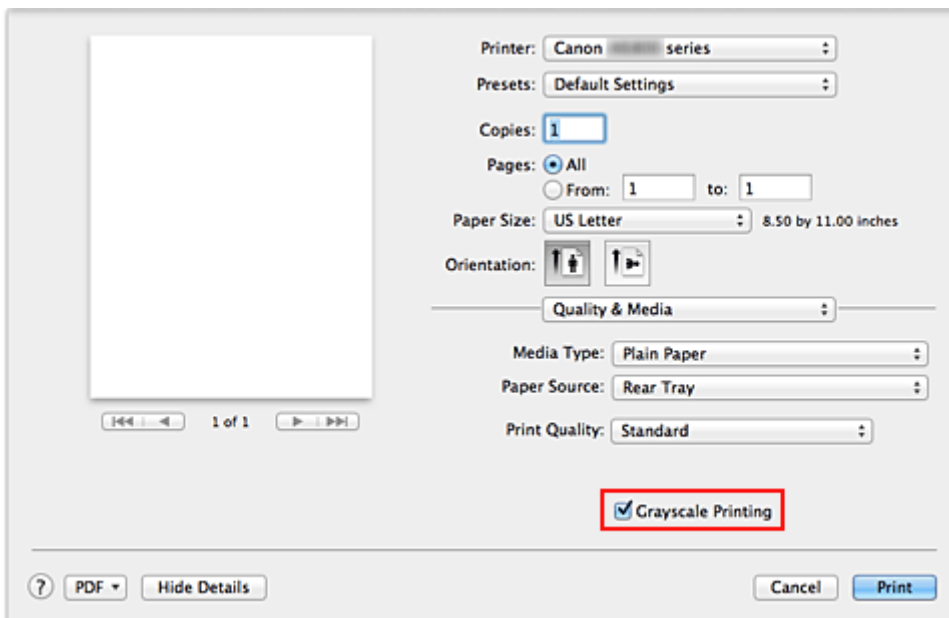 Printer: Canon series
Presets: Default Settings
Copies: 1
Pages: All
From: 1 to: 1
Paper Size: US Letter 8.50 by 11.00 inches
Orientation:
Quality & Media
Media Type: Plain Paper
Paper Source: Rear Tray
1 of 1
Print Quality: Standard
Grayscale Printing
? PDF Hide Details Cancel Print